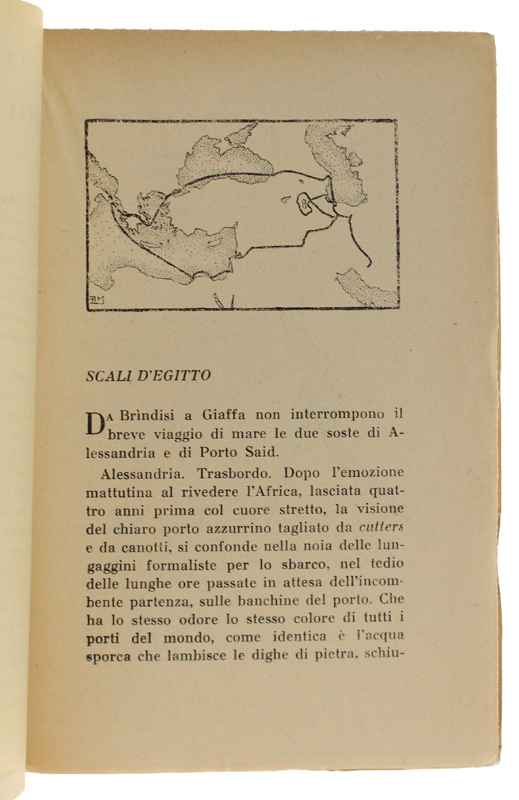 SCALI D'EGITTO
DA Brìndisi a Giaffa non interrompono il
breve viaggio di mare le due soste di A-
lessandria e di Porto Said.
Alessandria. Trasbordo. Dopo l'emozione
mattutina al rivedere l'Africa, lasciata quat-
tro anni prima col cuore stretto, la visione
del chiaro porto azzurrino tagliato da cutters
e da canotti, si confonde nella noia delle lun-
gaggini formaliste per lo sbarco, nel tedio
delle lunghe ore passate in attesa dell'incom-
bente partenza, sulle banchine del porto. Che
ha lo stesso odore lo stesso colore di tutti i
porti del mondo, come identica è l'acqua
sporca che lambisce le dighe di pietra, schiu-